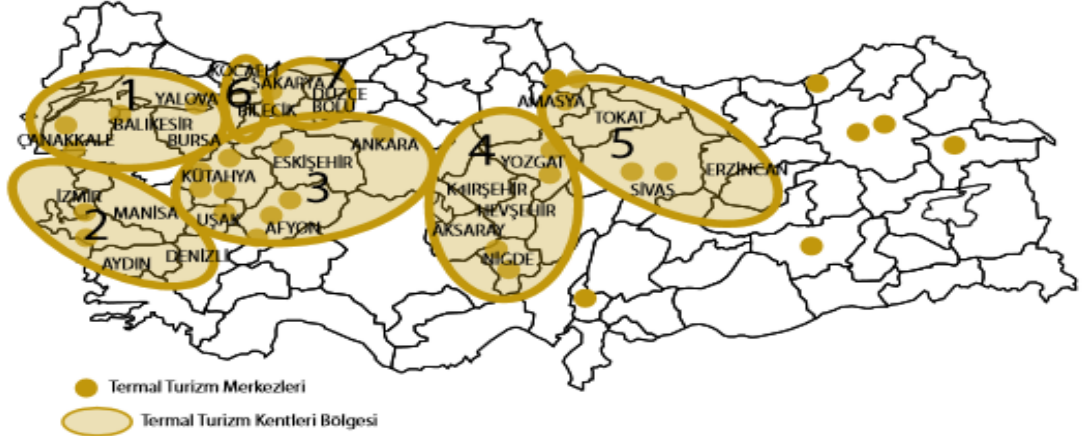 KOCAELİ
7
SAKARYA
1
6
DÜZCE
YALOVA
BİLECİK
BOLU
AMASYA
BALIKESİR
TOKAT
ÇANAKKALE
BURSA
ANKARA
4
5
ESKİŞEHİR
YOZGAT
ERZİNCAN
KÜTAHYA
3
KIRŞEHİR
SİVAS
İZMİR
MANİSA
UŞAK
NEVŞEHİR
2
AFYON
AKSARAY
AYDIN
DENİZLİ
NİĞDE
Termal Turizm Merkezleri
Termal Turizm Kentleri Bölgesi